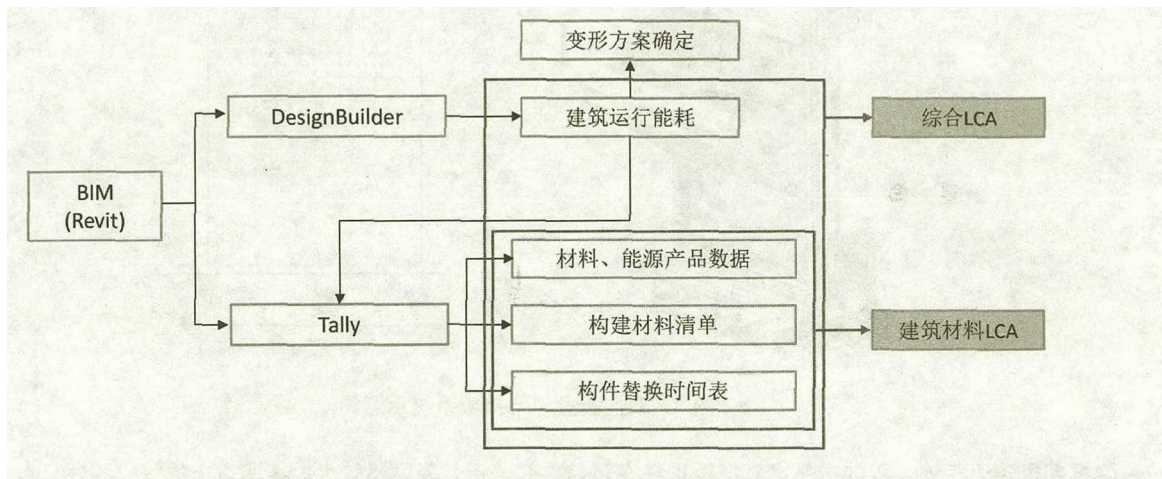 变形方案确定
DesignBuilder
建筑运行能耗
综合LCA
BIM
(Revit)
材料、能源产品数据
Tally
构建材料清单
建筑材料LCA
构件替换时间表